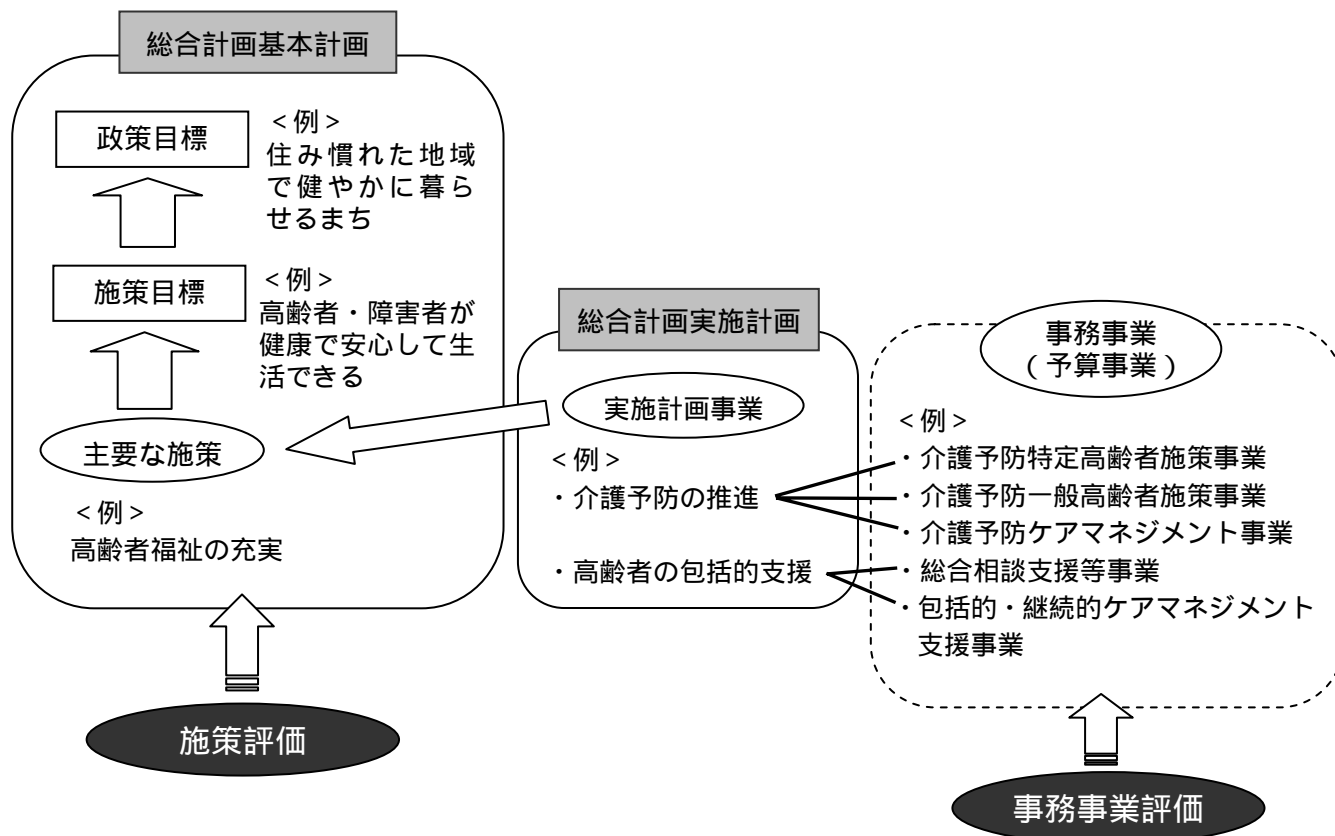 総合計画基本計画
政策目標
<例>
住み慣れた地域
で健やかに暮ら
せるまち
施策目標
<例>
高齢者・障害者が
健康で安心して生
活できる
主要な施策
<例>
高齢者福祉の充実
施策評価
総合計画実施計画
実施計画事業
<例>
・介護予防の推進
・高齢者の包括的支援
事務事業
(予算事業)
<例>
・介護予防特定高齢者施策事業
・介護予防一般高齢者施策事業
・介護予防ケアマネジメント事業
・総合相談支援等事業
・包括的・継続的ケアマネジメント
支援事業
事務事業評価